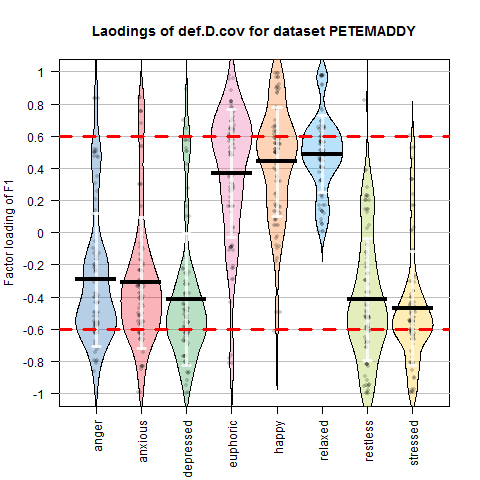 Laodings of def.D.cov for dataset PETEMADDY
Factor loading of F1
1
0.8
0.6
0.4
0.2
0
-0.2
-0.4
-0.6
-0.8
-1
anger
anxious
depressed
euphoric
happy
relaxed
restless
stressed